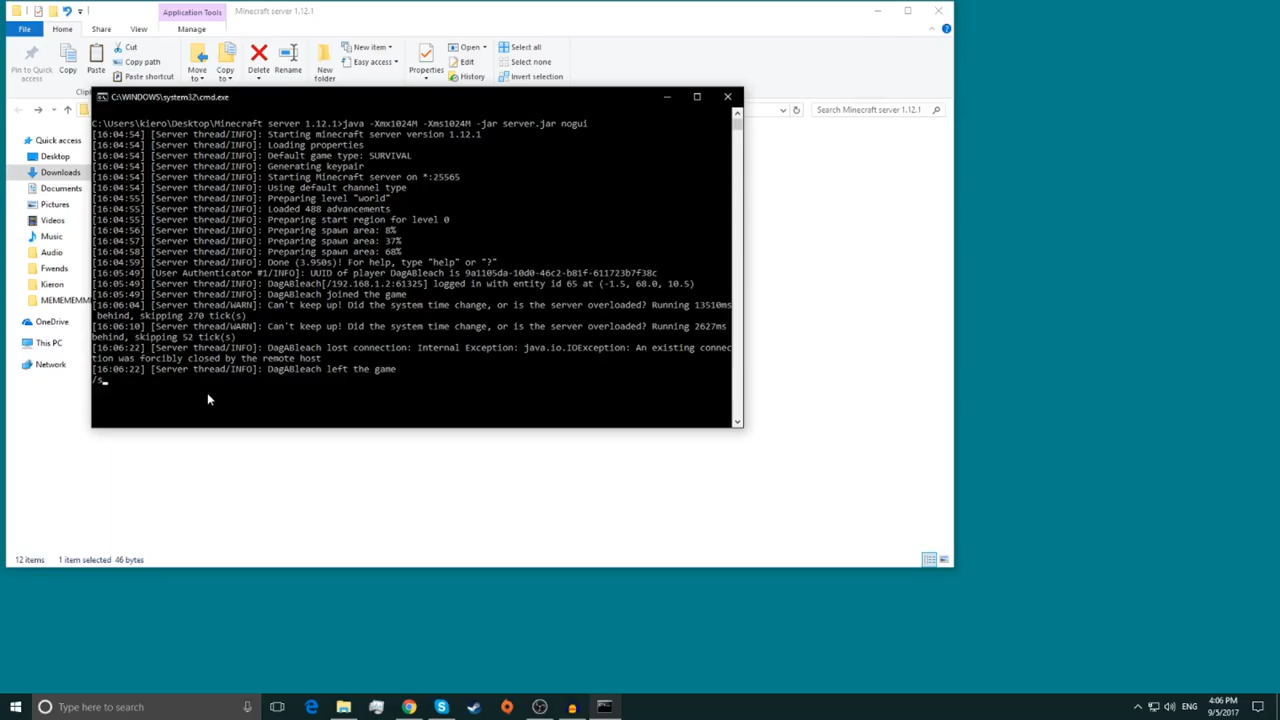 Application Tools
Minecraft server 1.12.1
File
Home
Share
View
Manage
Pin to Quick access
Copy
Paste
Cut
Copy path
Paste shortcut
Move to
Copy to
Delete
Rename
New folder
New item
Easy access
Properties
Open
Edit
History
Select all
Select none
Invert selection
Search Minecraft server 1.12.1
C:\WINDOWS\system32\cmd.exe
C:\Users\kiero\Desktop\Minecraft server 1.12.1>java -Xmx1024M -Xms1024M -jar server.jar nogui
[16:04:54] [Server thread/INFO]: Starting minecraft server version 1.12.1
[16:04:54] [Server thread/INFO]: Loading properties
[16:04:54] [Server thread/INFO]: Default game type: SURVIVAL
[16:04:54] [Server thread/INFO]: Generating keypair
[16:04:54] [Server thread/INFO]: Starting Minecraft server on *:25565
[16:04:54] [Server thread/INFO]: Using default channel type
[16:04:55] [Server thread/INFO]: Preparing level "world"
[16:04:55] [Server thread/INFO]: Loaded 488 advancements
[16:04:55] [Server thread/INFO]: Preparing start region for level 0
[16:04:56] [Server thread/INFO]: Preparing spawn area: 8%
[16:04:57] [Server thread/INFO]: Preparing spawn area: 37%
[16:04:58] [Server thread/INFO]: Preparing spawn area: 68%
[16:04:59] [Server thread/INFO]: Done (3.950s)! For help, type "help" or "?"
[16:05:49] [User Authenticator #1/INFO]: UUID of player DagABleach is 9a1105da-10d0-46c2-b81f-611723b7f38c
[16:05:49] [Server thread/INFO]: DagABleach[/192.168.1.2:61325] logged in with entity id 65 at (-1.5, 68.0, 10.5)
[16:05:49] [Server thread/INFO]: DagABleach joined the game
[16:06:04] [Server thread/WARN]: Can't keep up! Did the system time change, or is the server overloaded? Running 13510ms
behind, skipping 270 tick(s)
[16:06:10] [Server thread/WARN]: Can't keep up! Did the system time change, or is the server overloaded? Running 2627ms
behind, skipping 52 tick(s)
[16:06:22] [Server thread/INFO]: DagABleach lost connection: Internal Exception: java.io.IOException: An existing connec
tion was forcibly closed by the remote host
[16:06:22] [Server thread/INFO]: DagABleach left the game
/s_
Quick access
Desktop
Downloads
Documents
Pictures
Videos
Music
Audio
Fwends
Kieron
OneDrive
This PC
Network
12 items
1 item selected 46 bytes
Type here to search
ENG
4:06 PM
9/5/2017